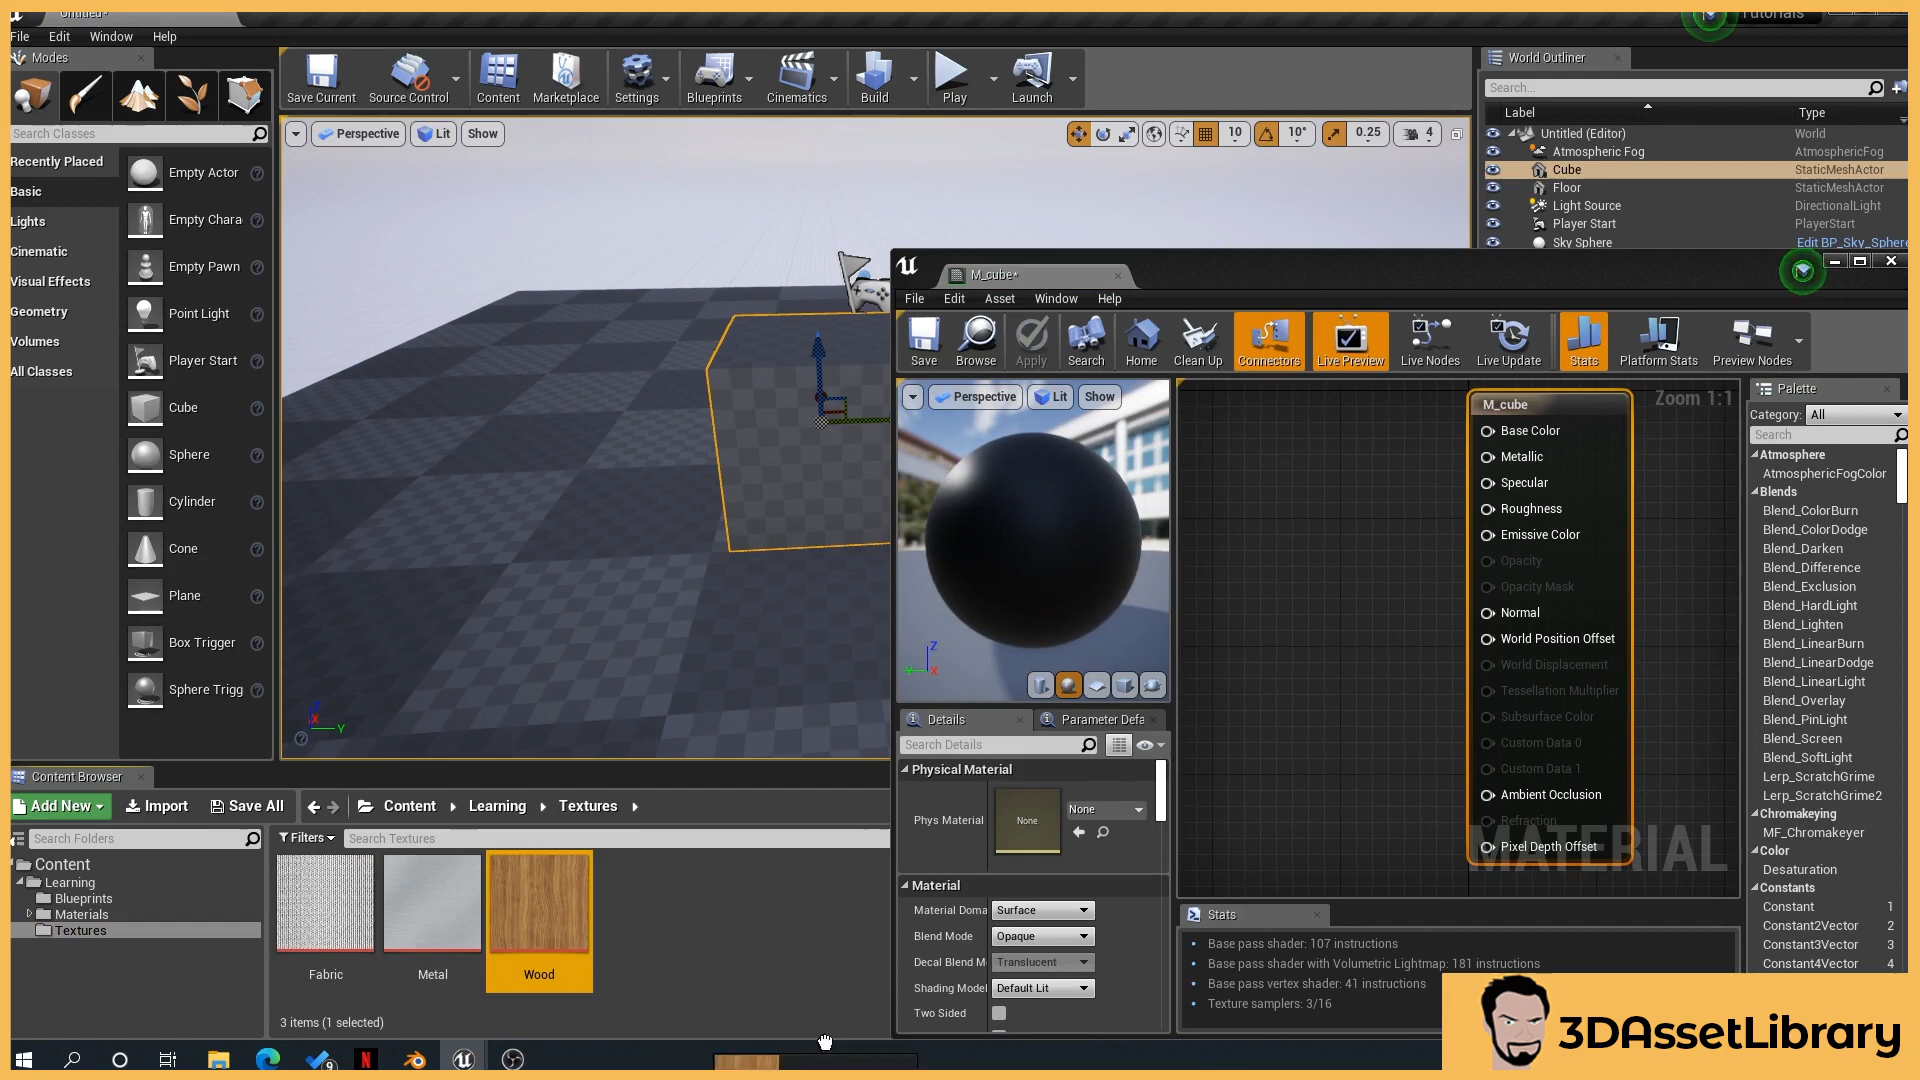 Untitled*
Tutorials
File Edit Window Help
Modes
Search Classes
Recently Placed
Basic
Lights
Cinematic
Visual Effects
Geometry
Volumes
All Classes
Empty Actor
Empty Chara
Empty Pawn
Point Light
Player Start
Cube
Sphere
Cylinder
Cone
Plane
Box Trigger
Sphere Trigg
Save Current Source Control Content Marketplace Settings Blueprints Cinematics Build Play Launch
Perspective Lit Show
10 10° 0.25 4
X Y
World Outliner
Search...
Label Type
Untitled (Editor) World
Atmospheric Fog AtmosphericFog
Cube StaticMeshActor
Floor StaticMeshActor
Light Source DirectionalLight
Player Start PlayerStart
Sky Sphere Edit BP_Sky_Sphere
M_cube*
File Edit Asset Window Help
Save Browse Apply Search Home Clean Up Connectors Live Preview Live Nodes Live Update Stats Platform Stats Preview Nodes
Perspective Lit Show
Z
Y X
Zoom 1:1
M_cube
Base Color
Metallic
Specular
Roughness
Emissive Color
Opacity
Opacity Mask
Normal
World Position Offset
World Displacement
Tessellation Multiplier
Subsurface Color
Custom Data 0
Custom Data 1
Ambient Occlusion
Refraction
Pixel Depth Offset
MATERIAL
Palette
Category: All
Search
Atmosphere
AtmosphericFogColor
Blends
Blend_ColorBurn
Blend_ColorDodge
Blend_Darken
Blend_Difference
Blend_Exclusion
Blend_HardLight
Blend_Lighten
Blend_LinearBurn
Blend_LinearDodge
Blend_LinearLight
Blend_Overlay
Blend_PinLight
Blend_Screen
Blend_SoftLight
Lerp_ScratchGrime
Lerp_ScratchGrime2
Chromakeying
MF_Chromakeyer
Color
Desaturation
Constants
Constant 1
Constant2Vector 2
Constant3Vector 3
Constant4Vector 4
Details Parameter Defa
Search Details
Physical Material
Phys Material None None
Material
Material Doma Surface
Blend Mode Opaque
Decal Blend M Translucent
Shading Model Default Lit
Two Sided
Stats
Base pass shader: 107 instructions
Base pass shader with Volumetric Lightmap: 181 instructions
Base pass vertex shader: 41 instructions
Texture samplers: 3/16
Content Browser
Add New Import Save All Content Learning Textures
Search Folders
Filters Search Textures
Content
Learning
Blueprints
Materials
Textures
Fabric Metal Wood
3 items (1 selected)
9 N
3DAssetLibrary